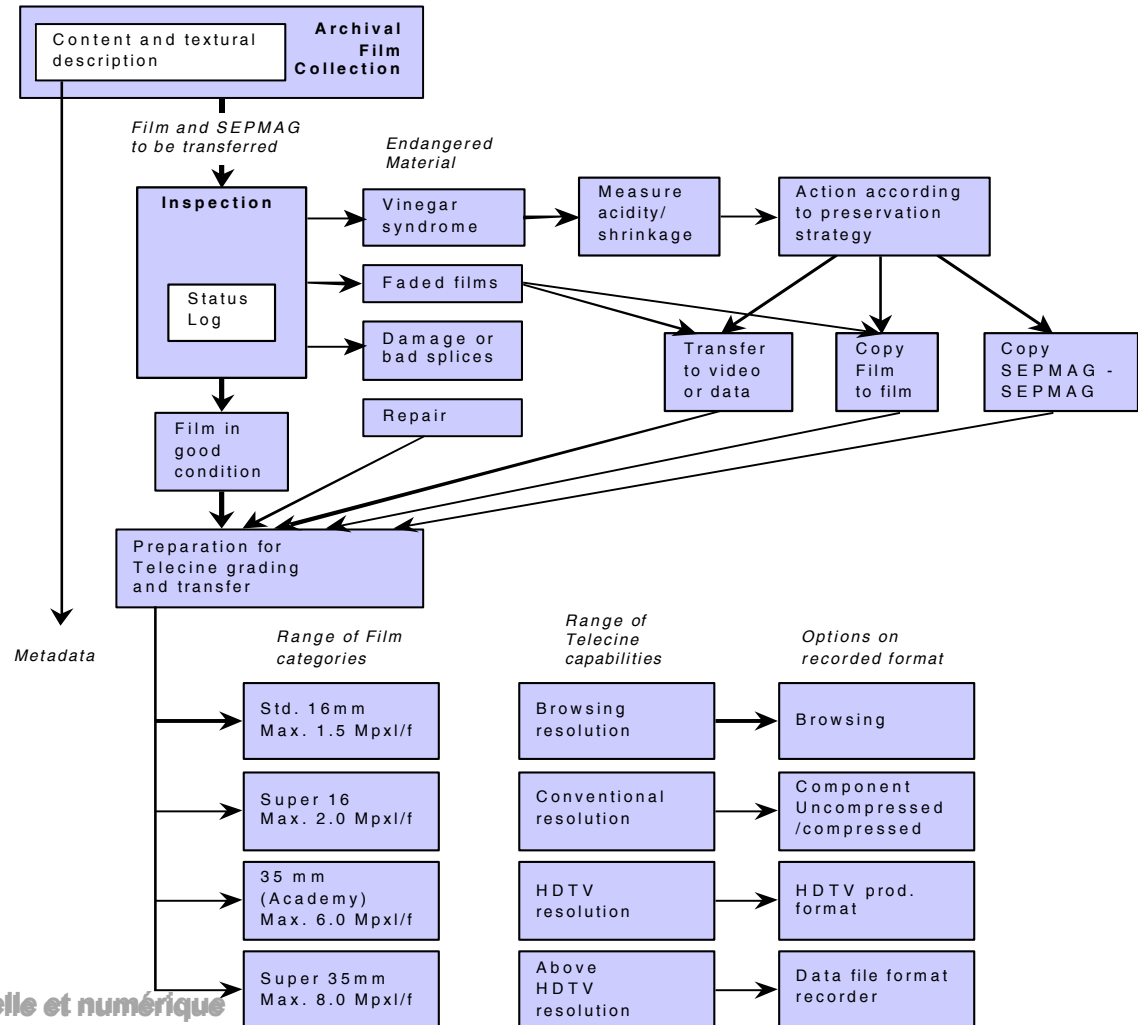 Content and textural
description
Archival
Film
Collection
Film and SEPMAG
to be transferred
Endangered
Material
Inspection
Status
Log
Vinegar
syndrome
Measure
acidity/
shrinkage
Action according
to preservation
strategy
Faded films
Damage or
bad splices
Repair
Transfer
to video
or data
Copy
Film
to film
Copy
SEPMAG -
SEPMAG
Film in
good
condition
Preparation for
Telecine grading
and transfer
Metadata
Range of Film
categories
Range of
Telecine
capabilities
Options on
recorded format
Std. 16mm
Max. 1.5 Mpxl/f
Browsing
resolution
Browsing
Super 16
Max. 2.0 Mpxl/f
Conventional
resolution
Component
Uncompressed
/compressed
35 mm
(Academy)
Max. 6.0 Mpxl/f
HDTV
resolution
HDTV prod.
format
Super 35mm
Max. 8.0 Mpxl/f
Above
HDTV
resolution
Data file format
recorder
et numérique